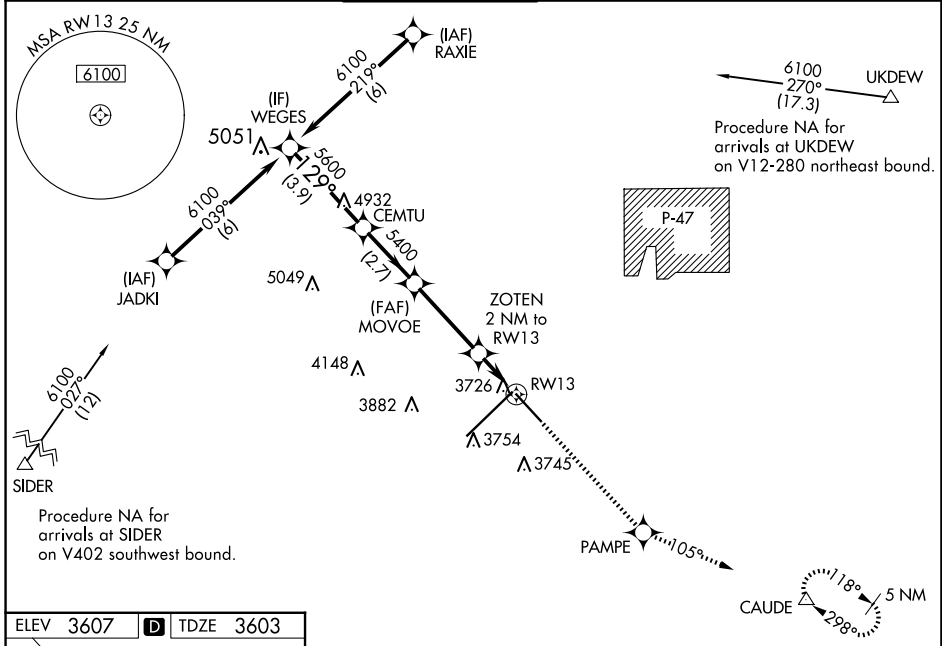 MSA RW13 25 NM
6100
(IAF)
RAXIE
6100
219°
(6)
(IF)
WEGES
5051
5600
129°
(3.9)
4932
CEMTU
6100
039°
(6)
(IAF)
JADKI
5400
(2.7)
5049
(FAF)
MOVOE
6100
270°
(17.3)
UKDEW
Procedure NA for
arrivals at UKDEW
on V12-280 northeast bound.
P-47
ZOTEN
2 NM to
RW13
4148
3726
RW13
3882
3754
3745
6100
027°
(12)
SIDER
Procedure NA for
arrivals at SIDER
on V402 southwest bound.
PAMPE
105°
118°
5 NM
CAUDE
298°
ELEV 3607 D TDZE 3603